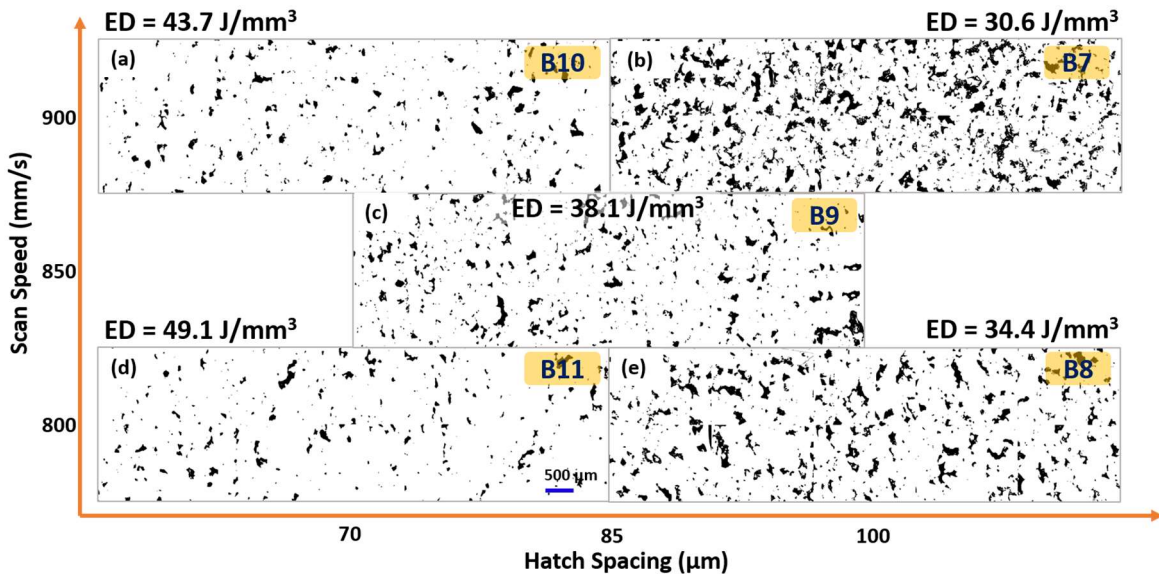 ED = 43.7 J/mm³
ED = 30.6 J/mm³
(a)
B10
(b)
B7
900
(c)
ED = 38.1 J/mm³
B9
850
Scan Speed (mm/s)
ED = 49.1 J/mm³
ED = 34.4 J/mm³
(d)
B11
(e)
B8
800
500 µm
70
85
100
Hatch Spacing (µm)